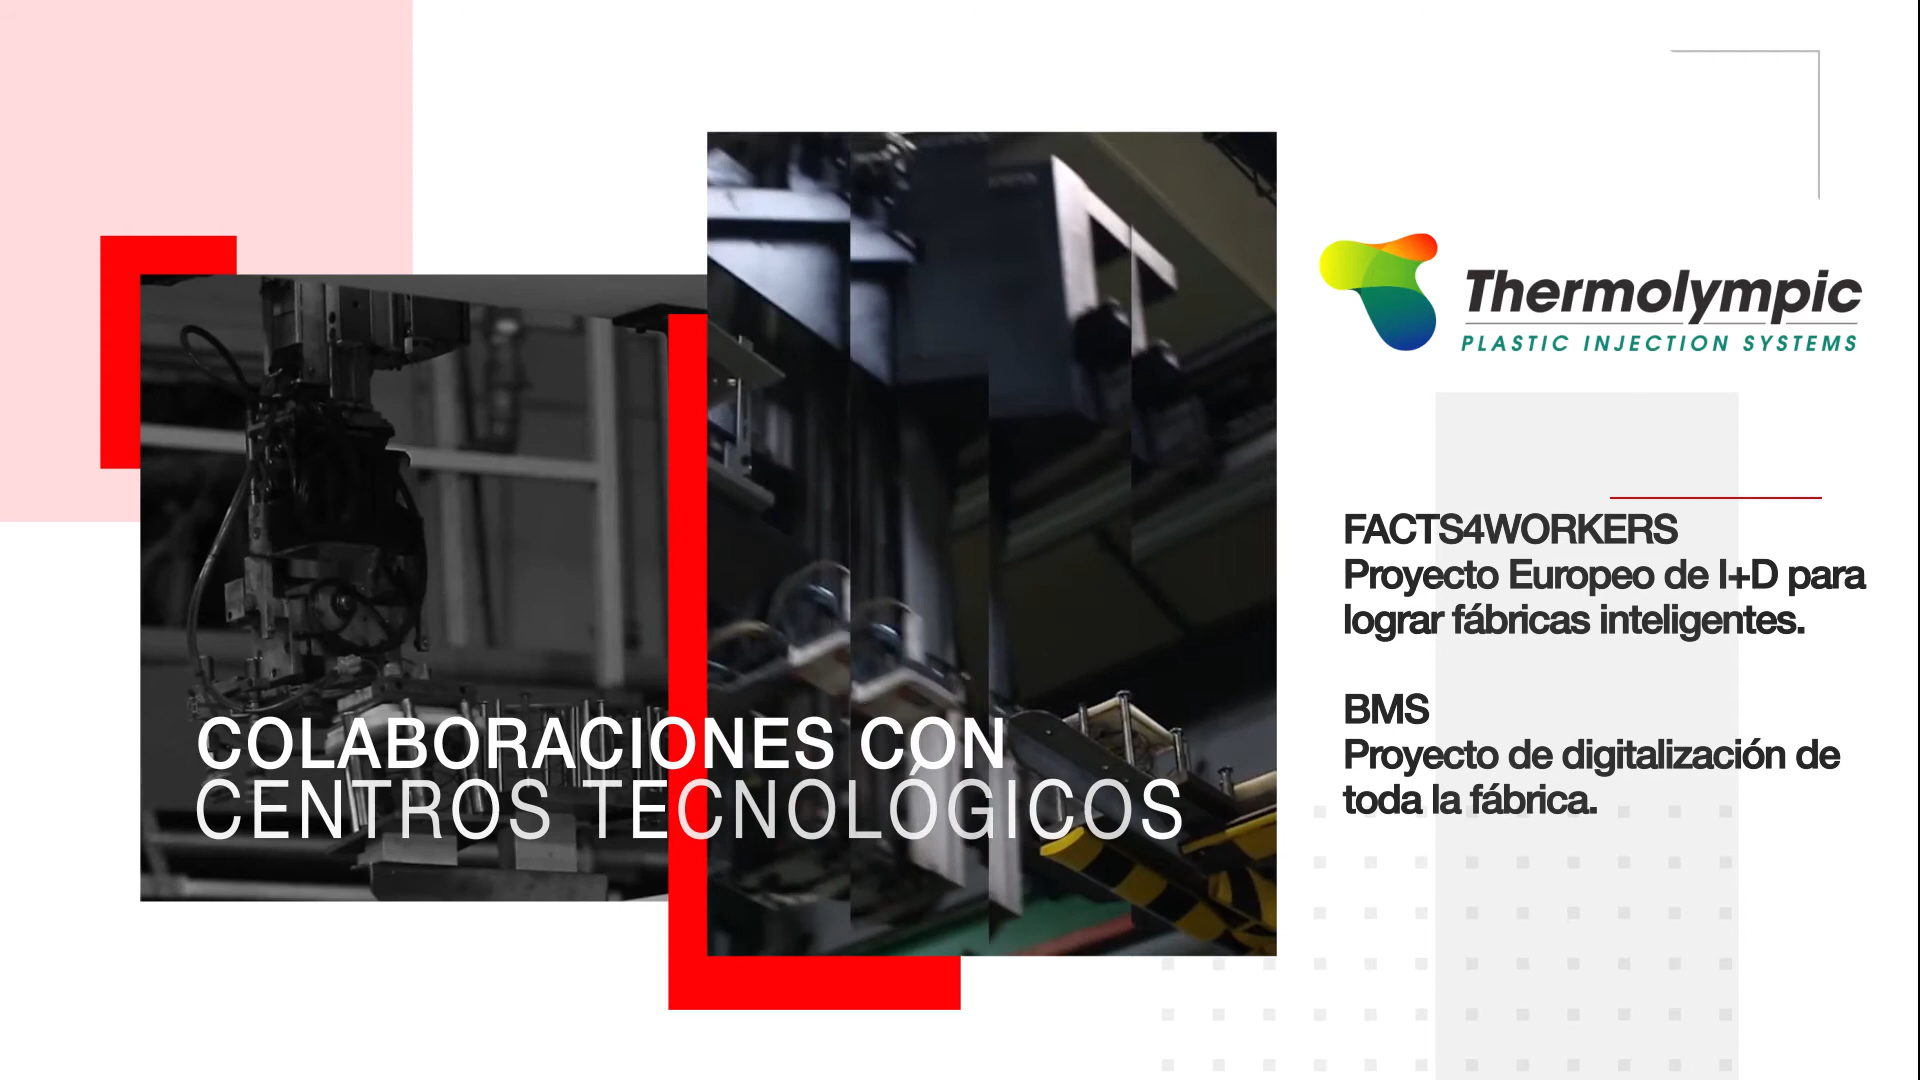 Thermolympic
PLASTIC INJECTION SYSTEMS
FACTS4WORKERS
Proyecto Europeo de I+D para
lograr fábricas inteligentes.
BMS
Proyecto de digitalización de
toda la fábrica.
COLABORACIONES CON
CENTROS TECNOLÓGICOS